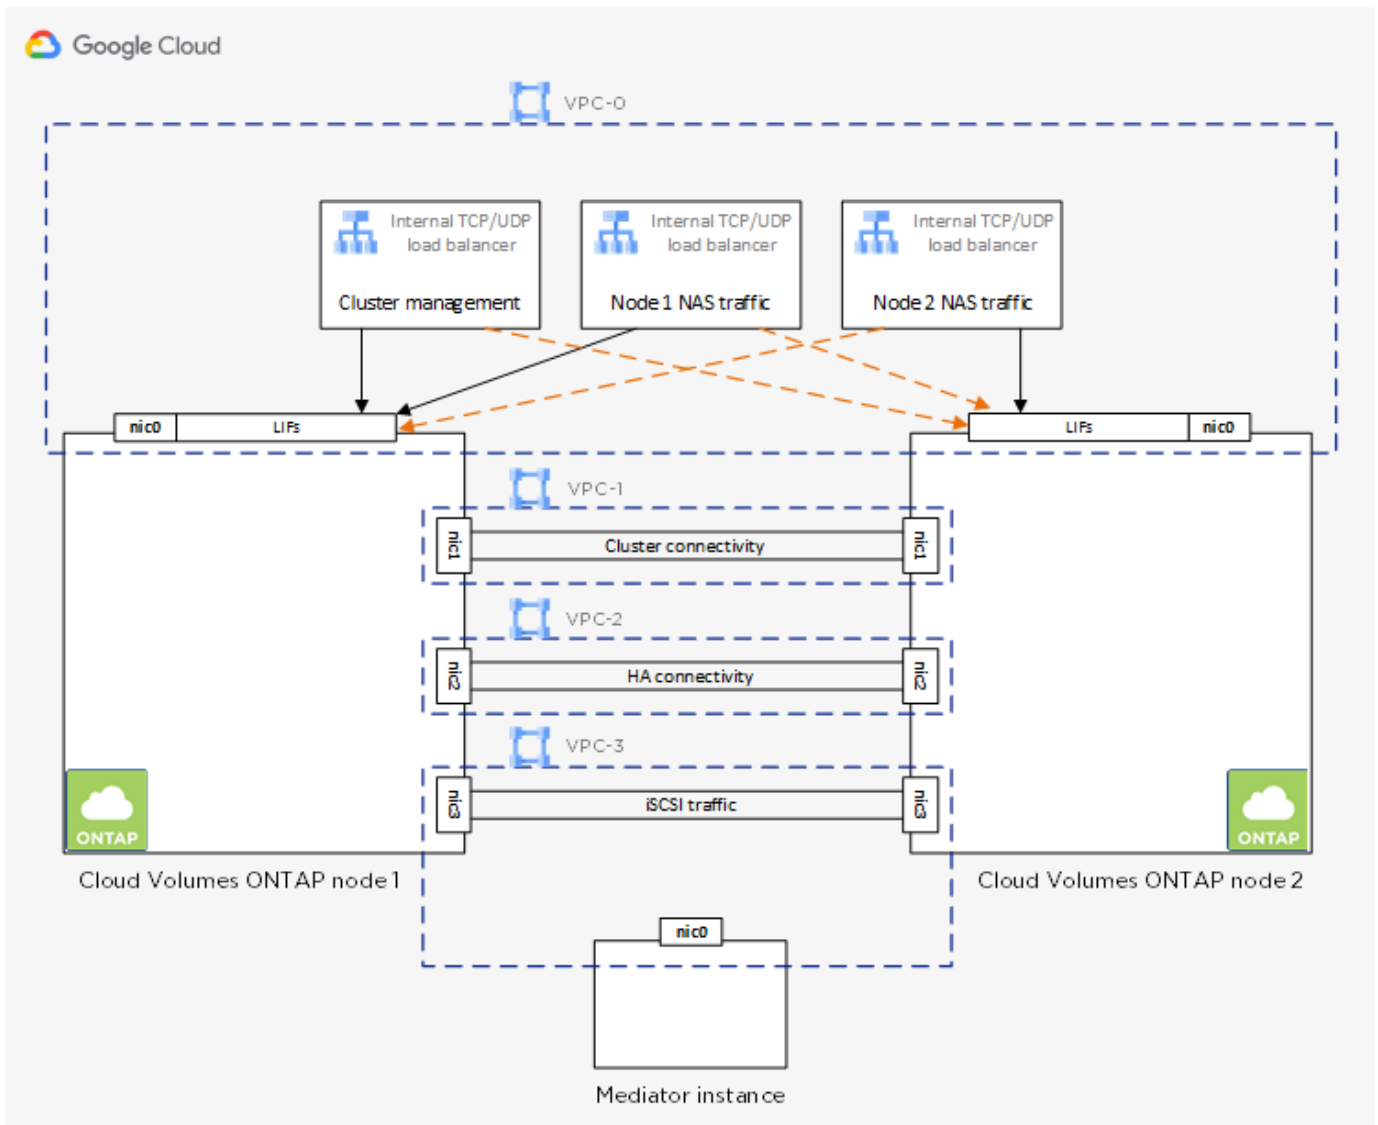 Google Cloud
VPC-0
Internal TCP/UDP
load balancer
Cluster management
Internal TCP/UDP
load balancer
Node 1 NAS traffic
Internal TCP/UDP
load balancer
Node 2 NAS traffic
nic0
LIFs
LIFs
nic0
VPC-1
nic1
Cluster connectivity
nic1
VPC-2
nic2
HA connectivity
nic2
VPC-3
nic3
iSCSI traffic
nic3
ONTAP
ONTAP
Cloud Volumes ONTAP node 1
Cloud Volumes ONTAP node 2
nic0
Mediator instance